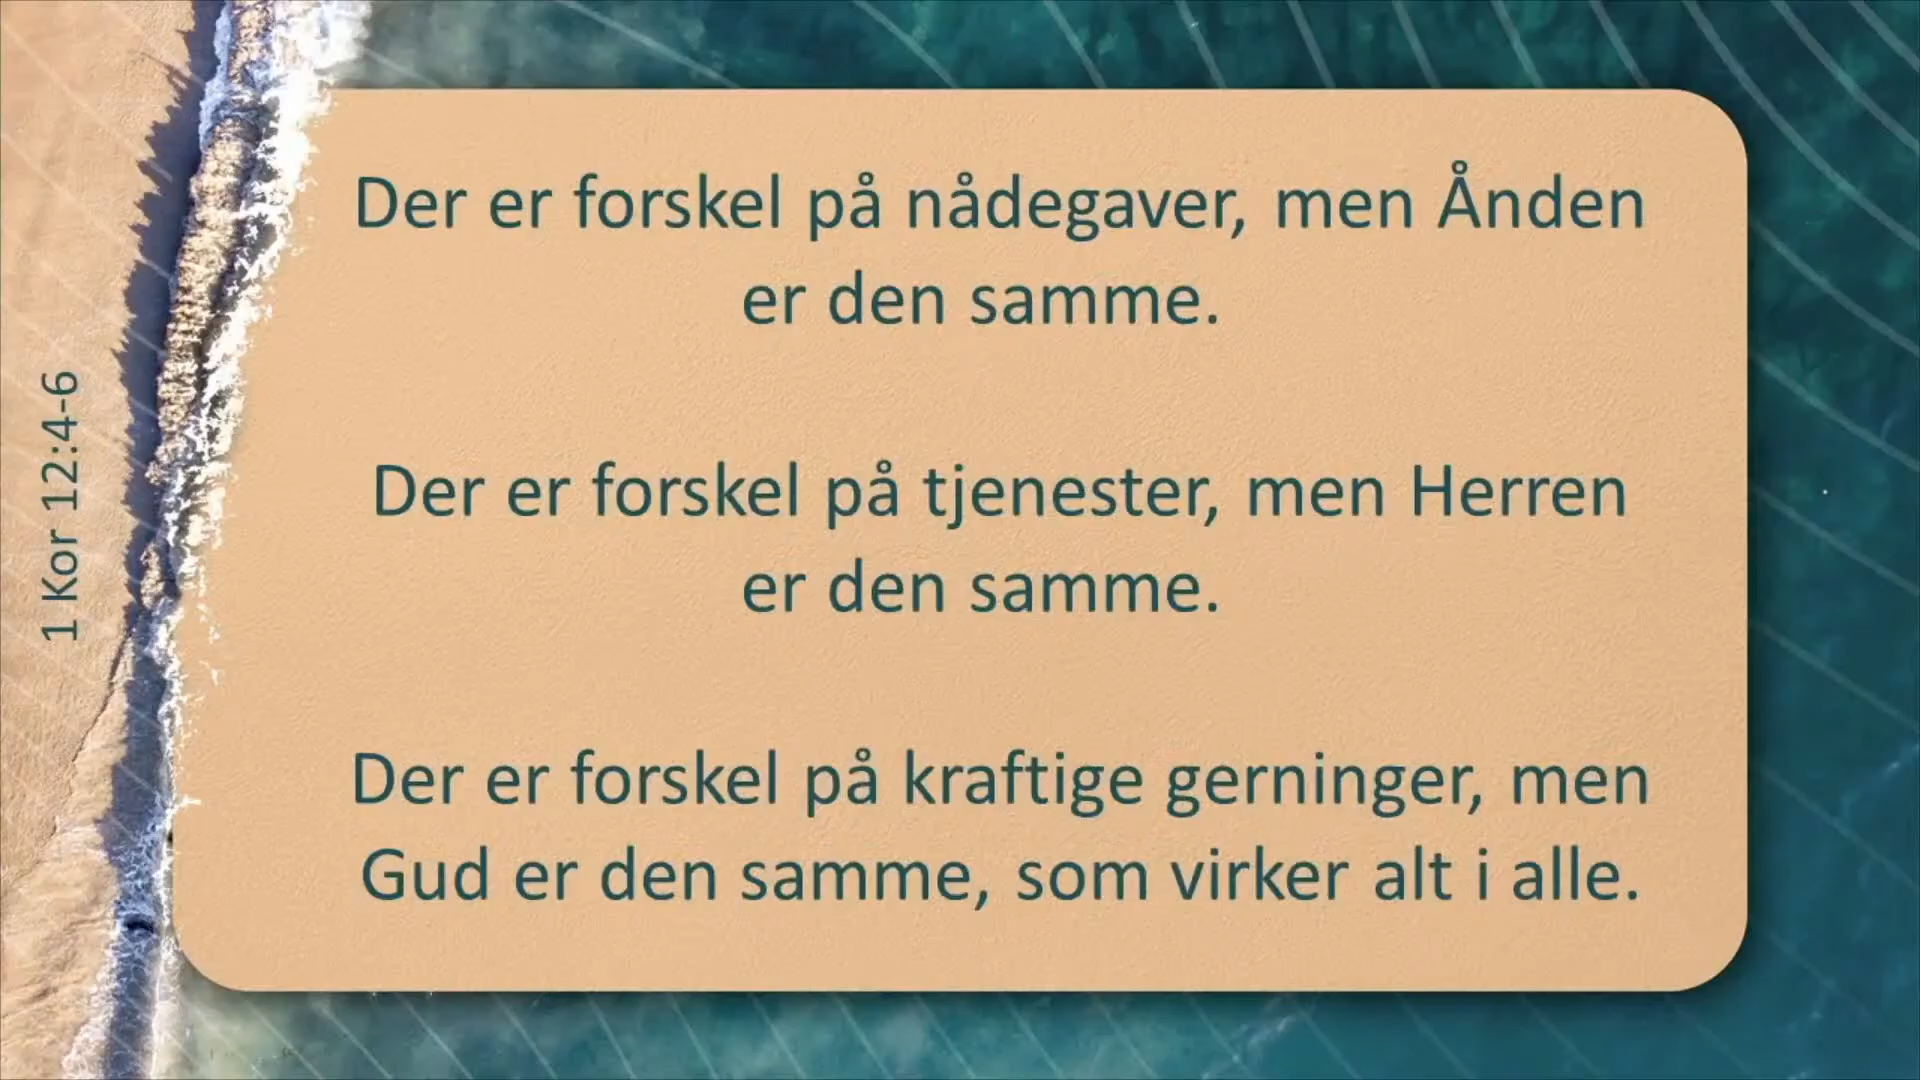 1 Kor 12:4-6
Der er forskel på nådegaver, men Ånden
er den samme.
Der er forskel på tjenester, men Herren
er den samme.
Der er forskel på kraftige gerninger, men
Gud er den samme, som virker alt i alle.